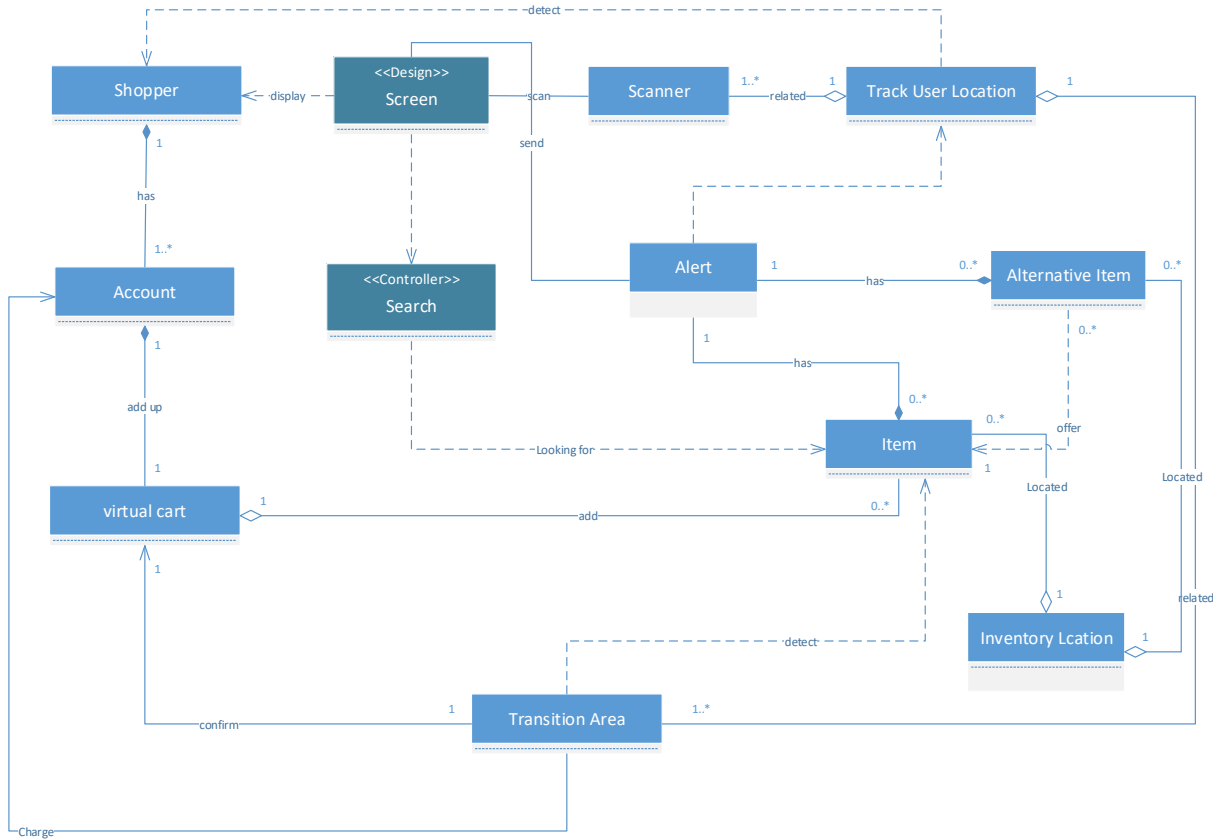 detect
Shopper
<<Design>>
Screen
Scanner
Track User Location
display
scan
1..*
related
1
1
1
send
has
1..*
Account
<<Controller>>
Search
Alert
1
has
0..*
Alternative Item
0..*
1
1
0..*
has
add up
0..*
0..*
offer
Looking for
Item
1
Located
Located
1
virtual cart
1
add
0..*
1
1
related
detect
Inventory Lcation
1
confirm
1
Transition Area
1..*
Charge